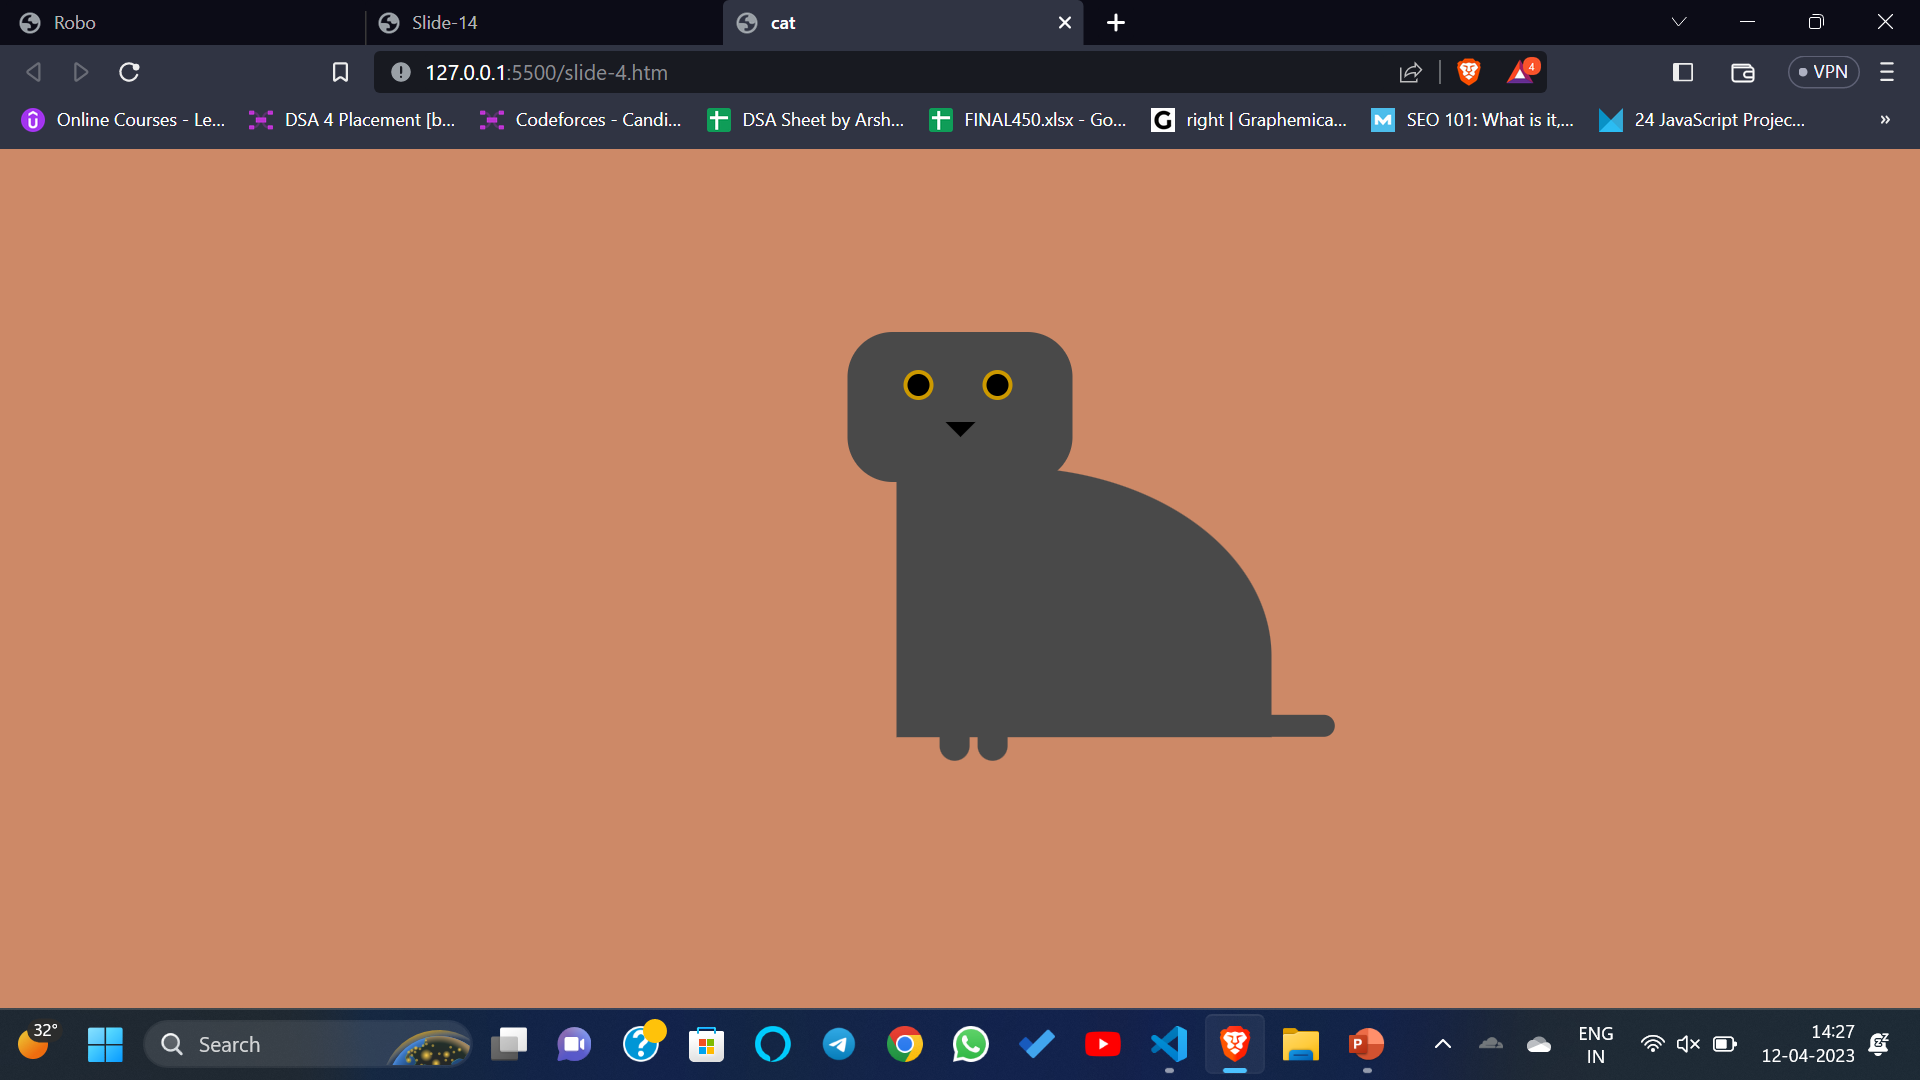 Robo
Slide-14
cat
127.0.0.1:5500/slide-4.htm
4
VPN
Online Courses - Le...
DSA 4 Placement [b...
Codeforces - Candi...
DSA Sheet by Arsh...
FINAL450.xlsx - Go...
right | Graphemica...
SEO 101: What is it,...
24 JavaScript Projec...
»
32°
Search
ENG
IN
14:27
12-04-2023